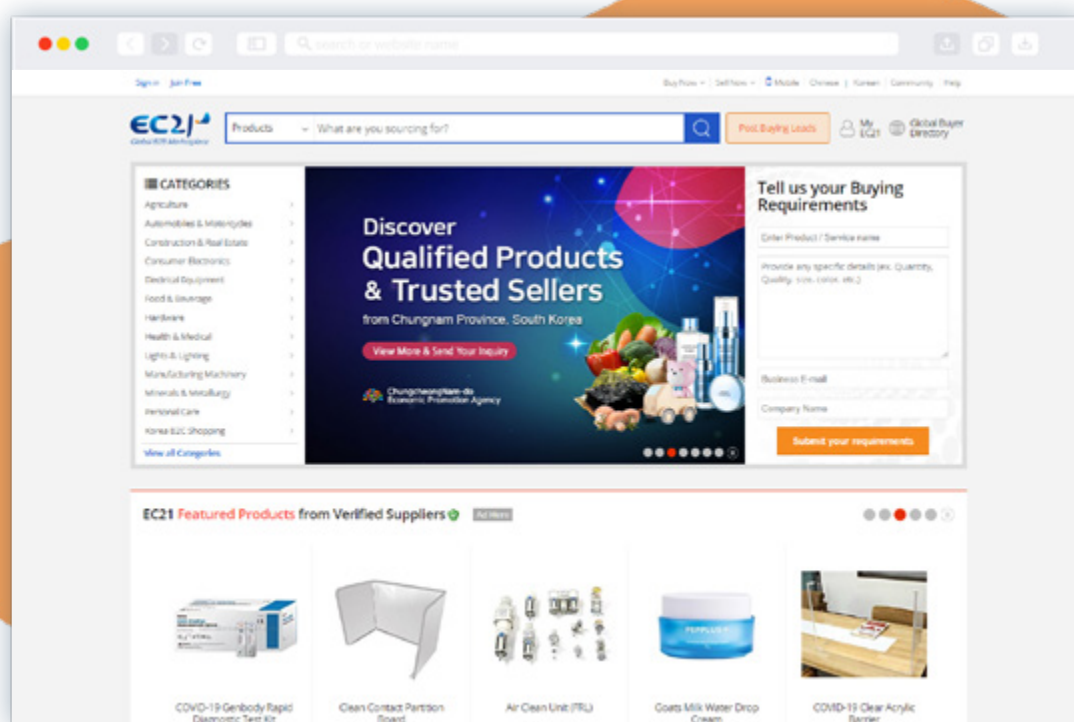 search or website name
Sign in Join Free
Buy Now Sell Now Mobile Chinese | Korean Community Help
EC21
Global B2B Marketplace
Products What are you sourcing for?
Post Buying Leads
My EC21
Global Buyer Directory
CATEGORIES
Agriculture
Automobiles & Motorcycles
Construction & Real Estate
Consumer Electronics
Electrical Equipment
Food & Beverage
Hardware
Health & Medical
Lights & Lighting
Manufacturing Machinery
Minerals & Metallurgy
Personal Care
Korea B2C Shopping
View all Categories
Discover
Qualified Products
& Trusted Sellers
from Chungnam Province, South Korea
View More & Send Your Inquiry
Chungcheongnam-do
Economic Promotion Agency
Tell us your Buying
Requirements
Enter Product / Service name
Provide any specific details (ex. Quantity,
Quality, size, color, etc.)
Business E-mail
Company Name
Submit your requirements
EC21 Featured Products from Verified Suppliers Ad Here
COVID-19 Genbody Rapid
Diagnostic Test Kit
Clean Contact Partition
Board
Air Clean Unit (FRL)
Goats Milk Water Drop
Cream
COVID-19 Clear Acrylic
Barrier